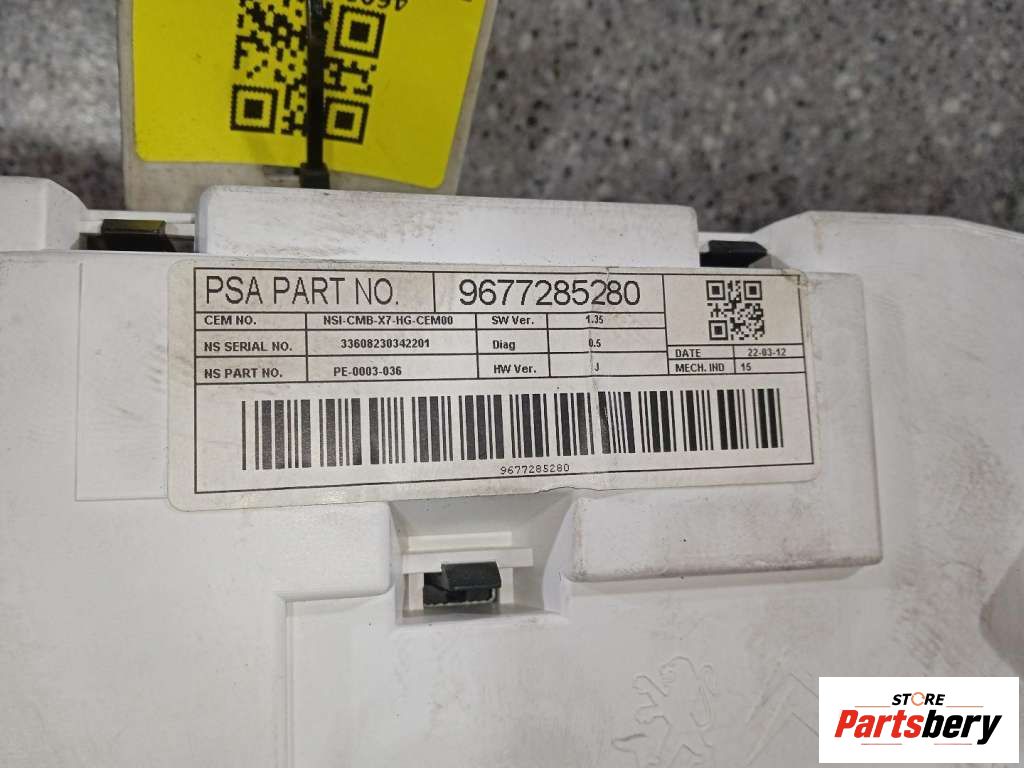 PSA PART NO. 9677285280
CEM NO. NSI-CMB-X7-HG-CEM00 SW Ver. 1.35
NS SERIAL NO. 33608230342201 Diag 0.5
DATE 22-03-12
NS PART NO. PE-0003-036 HW Ver. J
MECH. IND 15
9677285280
STORE
Partsbery